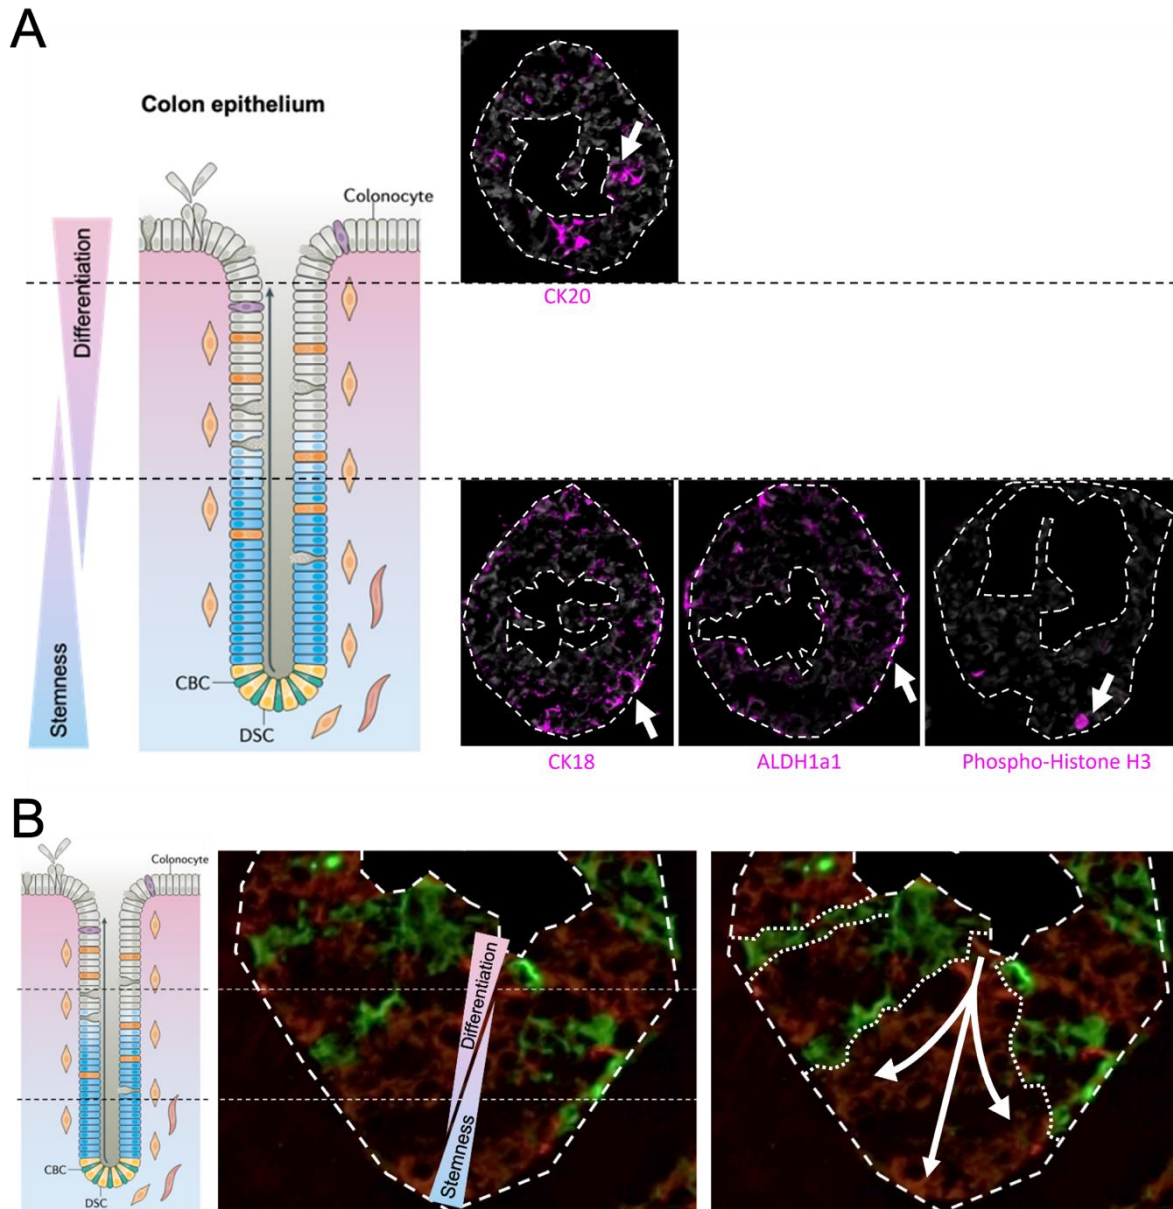 A
Colon epithelium
Colonocyte
Differentiation
Stemness
CBC
DSC
CK20
CK18
ALDH1a1
Phospho-Histone H3
B
Colonocyte
CBC
DSC
Differentiation
Stemness